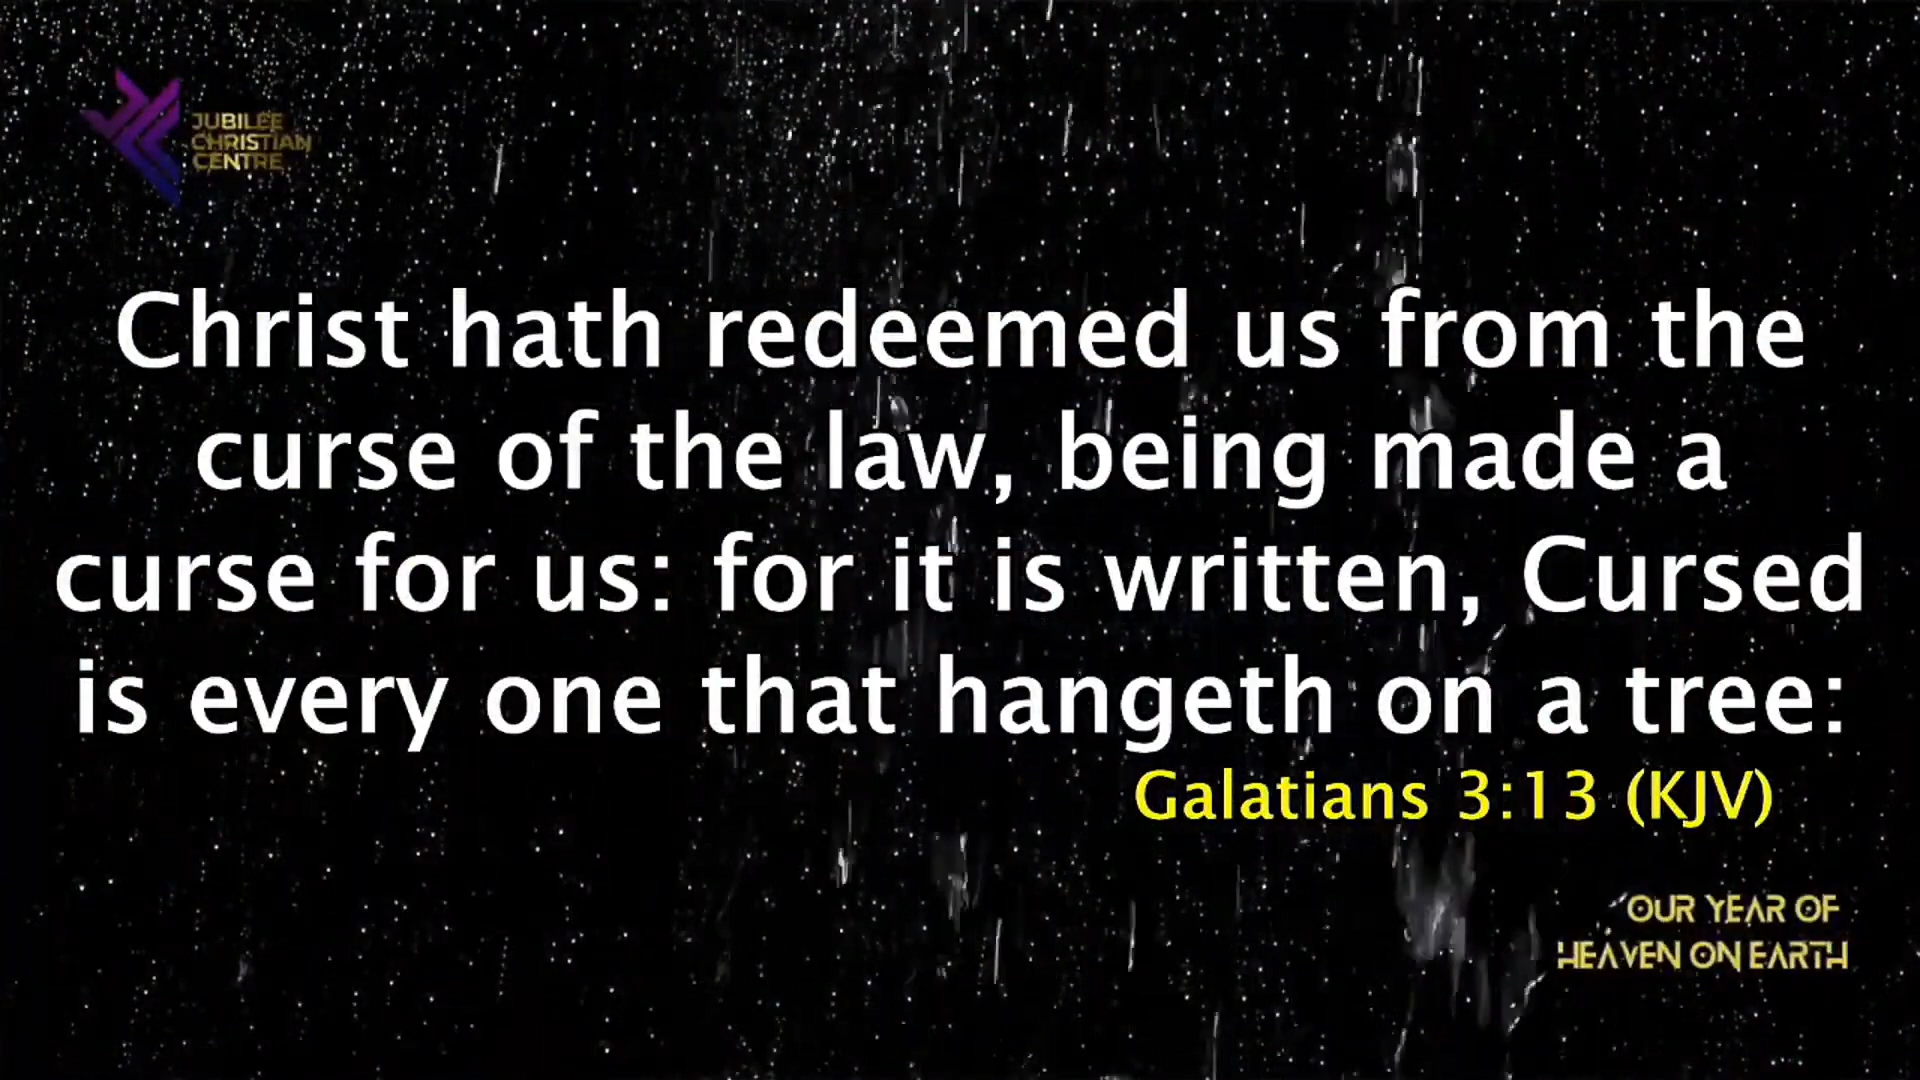 JUBILEE
CHRISTIAN
CENTRE
Christ hath redeemed us from the
curse of the law, being made a
curse for us: for it is written, Cursed
is every one that hangeth on a tree:
Galatians 3:13 (KJV)
OUR YEAR OF
HEAVEN ON EARTH